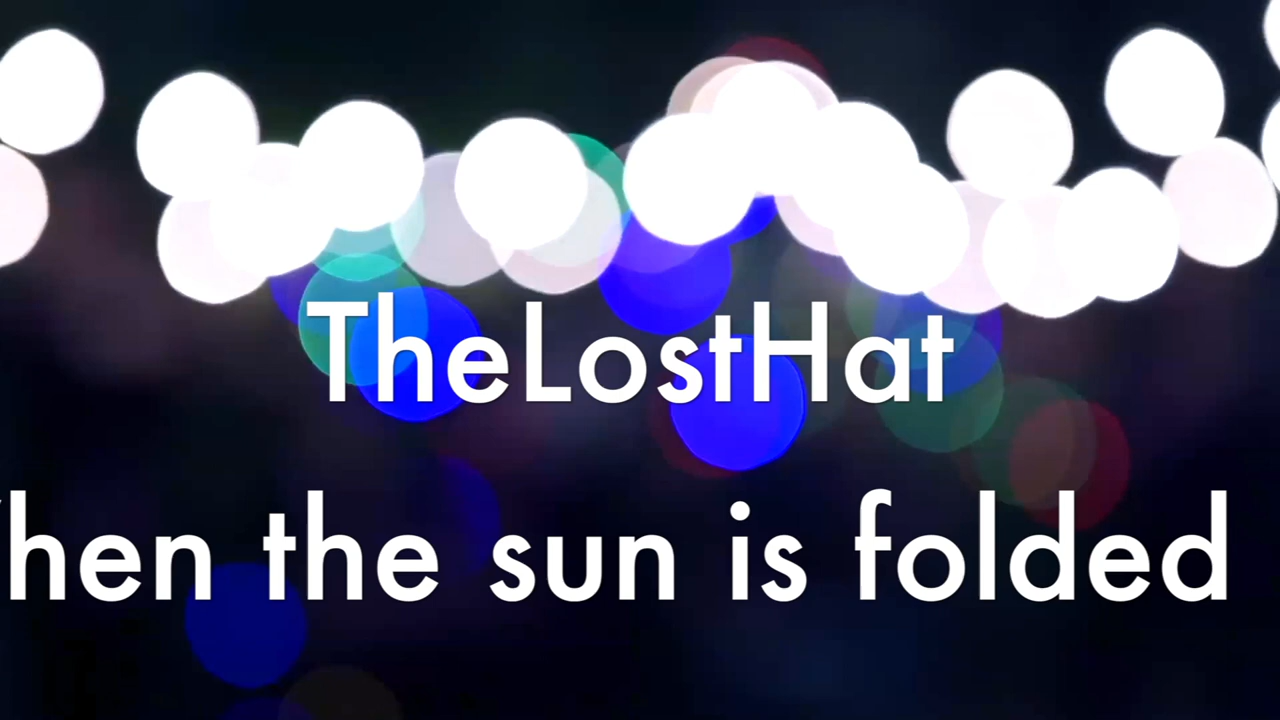 TheLostHat
hen the sun is folded